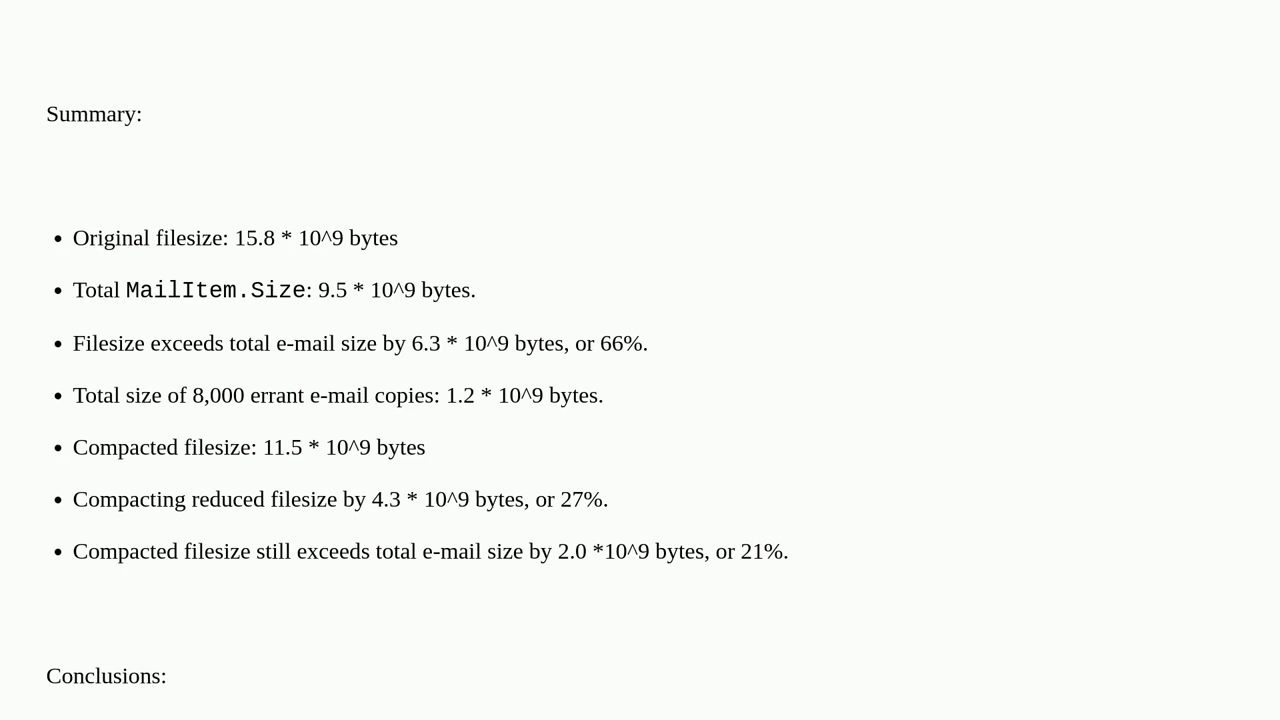 Summary:
• Original filesize: 15.8 * 10^9 bytes
• Total MailItem.Size: 9.5 * 10^9 bytes.
• Filesize exceeds total e-mail size by 6.3 * 10^9 bytes, or 66%.
• Total size of 8,000 errant e-mail copies: 1.2 * 10^9 bytes.
• Compacted filesize: 11.5 * 10^9 bytes
• Compacting reduced filesize by 4.3 * 10^9 bytes, or 27%.
• Compacted filesize still exceeds total e-mail size by 2.0 *10^9 bytes, or 21%.
Conclusions: